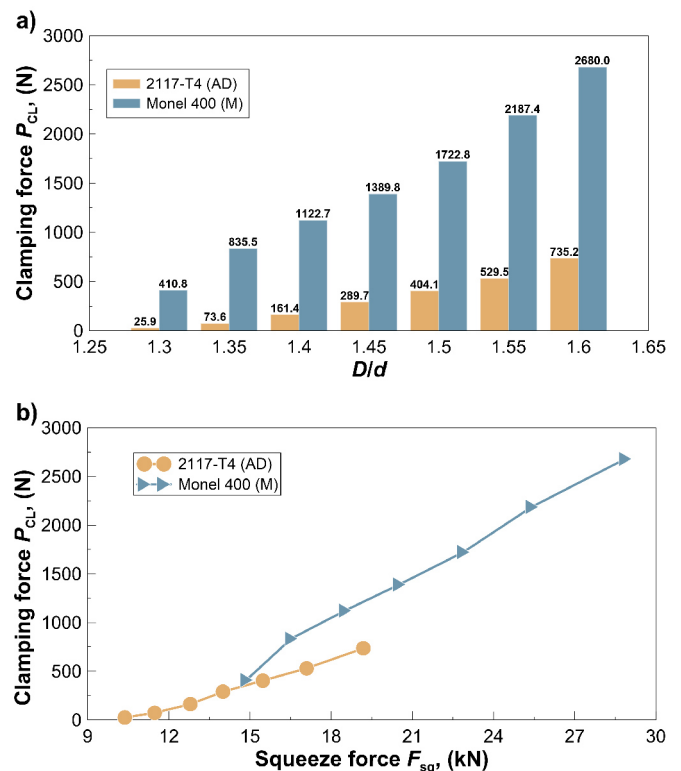 a)
3000
2500
2000
1500
1000
500
0
Clamping force P_CL, (N)
2117-T4 (AD)
Monel 400 (M)
25.9
410.8
73.6
835.5
161.4
1122.7
289.7
1389.8
404.1
1722.8
529.5
2187.4
735.2
2680.0
1.25 1.3 1.35 1.4 1.45 1.5 1.55 1.6 1.65
D/d
b)
3000
2500
2000
1500
1000
500
0
Clamping force P_CL, (N)
2117-T4 (AD)
Monel 400 (M)
9 12 15 18 21 24 27 30
Squeeze force F_sq, (kN)